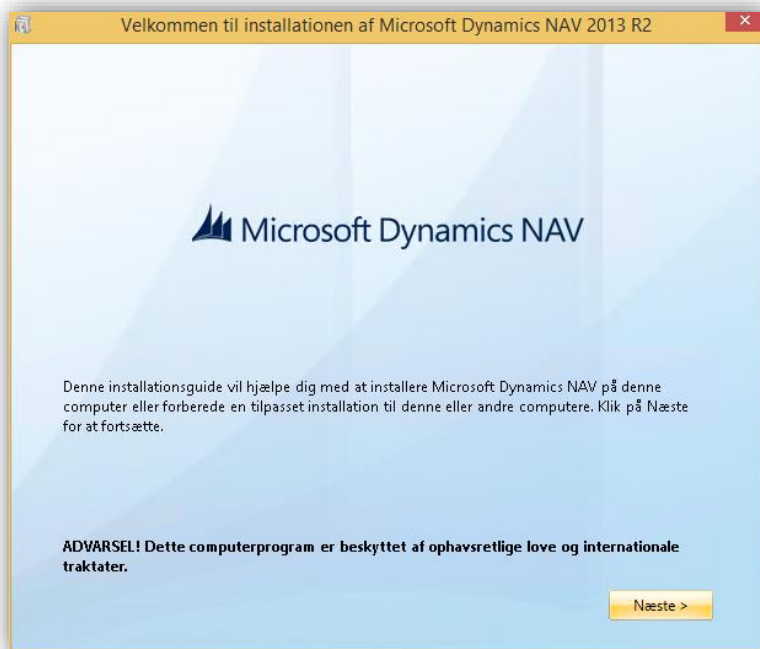 Velkommen til installationen af Microsoft Dynamics NAV 2013 R2
Microsoft Dynamics NAV
Denne installationsguide vil hjælpe dig med at installere Microsoft Dynamics NAV på denne
computer eller forberede en tilpasset installation til denne eller andre computere. Klik på Næste
for at fortsætte.
ADVARSEL! Dette computerprogram er beskyttet af ophavsretlige love og internationale
traktater.
Næste >